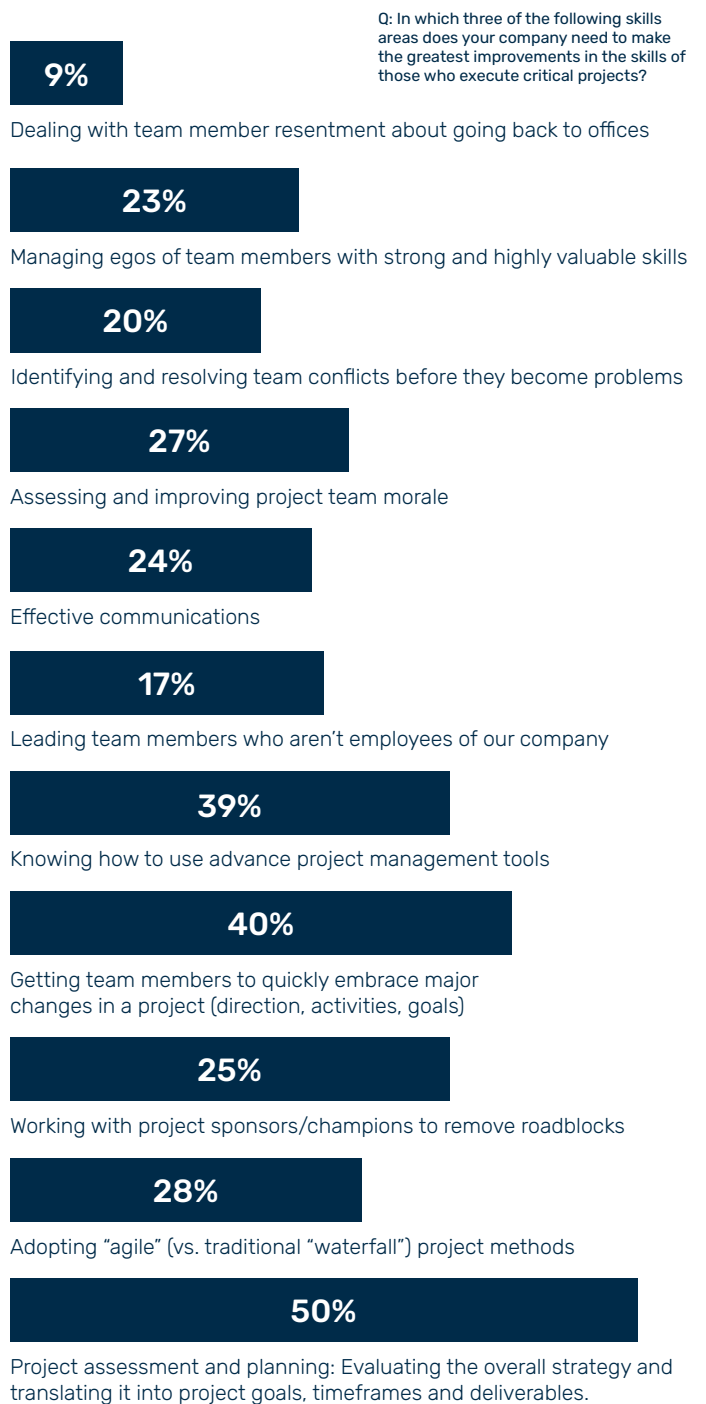 Q: In which three of the following skills
areas does your company need to make
the greatest improvements in the skills of
those who execute critical projects?
9%
Dealing with team member resentment about going back to offices
23%
Managing egos of team members with strong and highly valuable skills
20%
Identifying and resolving team conflicts before they become problems
27%
Assessing and improving project team morale
24%
Effective communications
17%
Leading team members who aren’t employees of our company
39%
Knowing how to use advance project management tools
40%
Getting team members to quickly embrace major
changes in a project (direction, activities, goals)
25%
Working with project sponsors/champions to remove roadblocks
28%
Adopting “agile” (vs. traditional “waterfall”) project methods
50%
Project assessment and planning: Evaluating the overall strategy and
translating it into project goals, timeframes and deliverables.